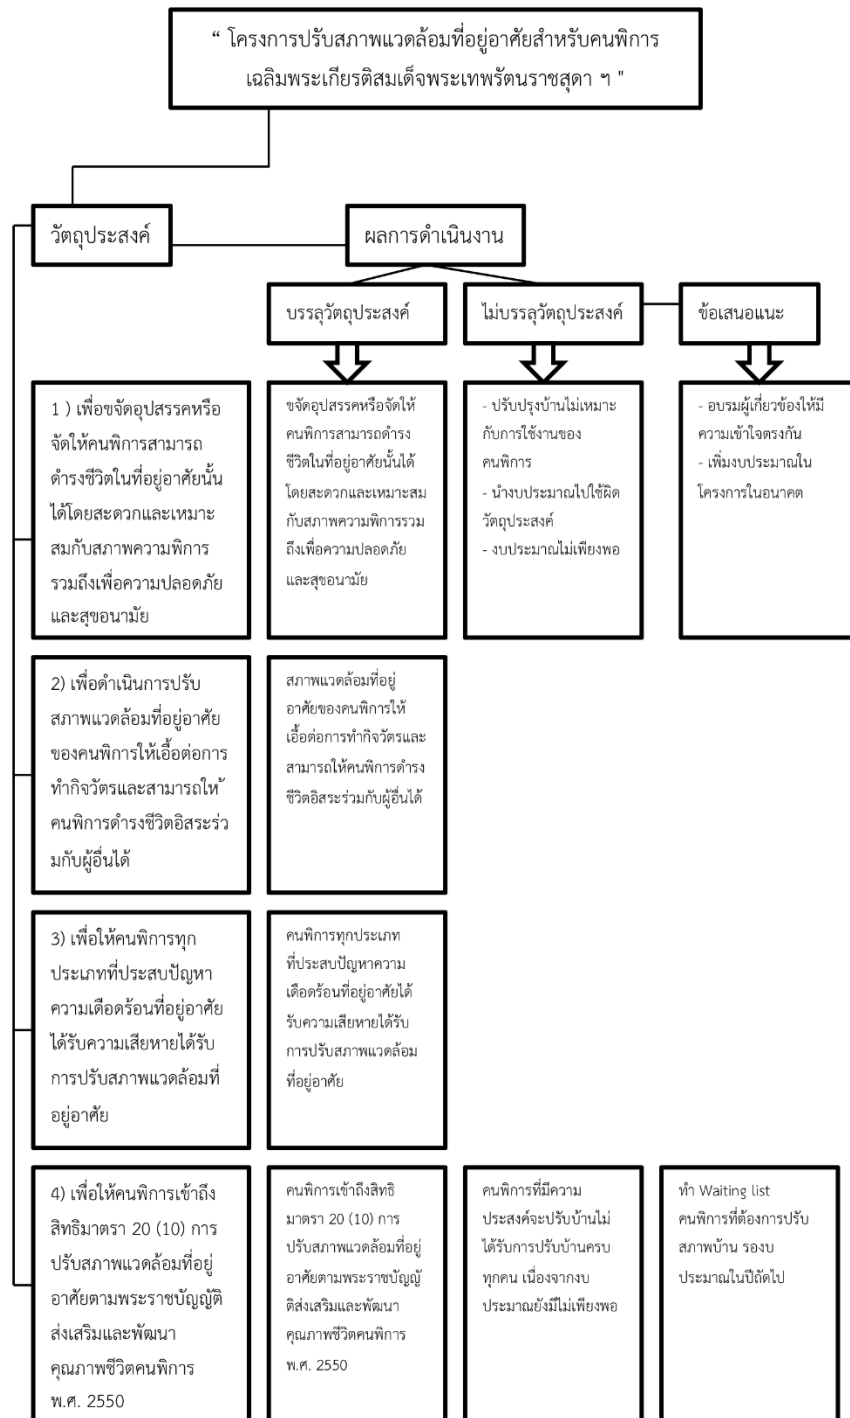 “ โครงการปรับสภาพแวดล้อมที่อยู่อาศัยสำหรับคนพิการ
เฉลิมพระเกียรติสมเด็จพระเทพรัตนราชสุดา ฯ "
วัตถุประสงค์
ผลการดำเนินงาน
บรรลุวัตถุประสงค์
ไม่บรรลุวัตถุประสงค์
ข้อเสนอแนะ
1 ) เพื่อขจัดอุปสรรคหรือ
จัดให้คนพิการสามารถ
ดำรงชีวิตในที่อยู่อาศัยนั้น
ได้โดยสะดวกและเหมาะ
สมกับสภาพความพิการ
รวมถึงเพื่อความปลอดภัย
และสุขอนามัย
ขจัดอุปสรรคหรือจัดให้
คนพิการสามารถดำรง
ชีวิตในที่อยู่อาศัยนั้นได้
โดยสะดวกและเหมาะสม
กับสภาพความพิการรวม
ถึงเพื่อความปลอดภัย
และสุขอนามัย
- ปรับปรุงบ้านไม่เหมาะ
กับการใช้งานของ
คนพิการ
- นำงบประมาณไปใช้ผิด
วัตถุประสงค์
- งบประมาณไม่เพียงพอ
- อบรมผู้เกี่ยวข้องให้มี
ความเข้าใจตรงกัน
- เพิ่มงบประมาณใน
โครงการในอนาคต
2) เพื่อดำเนินการปรับ
สภาพแวดล้อมที่อยู่อาศัย
ของคนพิการให้เอื้อต่อการ
ทำกิจวัตรและสามารถให้
คนพิการดำรงชีวิตอิสระร่ว
มกับผู้อื่นได้
สภาพแวดล้อมที่อยู่
อาศัยของคนพิการให้
เอื้อต่อการทำกิจวัตรและ
สามารถให้คนพิการดำรง
ชีวิตอิสระร่วมกับผู้อื่นได้
3) เพื่อให้คนพิการทุก
ประเภทที่ประสบปัญหา
ความเดือดร้อนที่อยู่อาศัย
ได้รับความเสียหายได้รับ
การปรับสภาพแวดล้อมที่
อยู่อาศัย
คนพิการทุกประเภท
ที่ประสบปัญหาความ
เดือดร้อนที่อยู่อาศัยได้
รับความเสียหายได้รับ
การปรับสภาพแวดล้อม
ที่อยู่อาศัย
4) เพื่อให้คนพิการเข้าถึง
สิทธิมาตรา 20 (10) การ
ปรับสภาพแวดล้อมที่อยู่
อาศัยตามพระราชบัญญัติ
ส่งเสริมและพัฒนา
คุณภาพชีวิตคนพิการ
พ.ศ. 2550
คนพิการเข้าถึงสิทธิ
มาตรา 20 (10) การ
ปรับสภาพแวดล้อมที่อยู่
อาศัยตามพระราชบัญญั
ติส่งเสริมและพัฒนา
คุณภาพชีวิตคนพิการ
พ.ศ. 2550
คนพิการที่มีความ
ประสงค์จะปรับบ้านไม่
ได้รับการปรับบ้านครบ
ทุกคน เนื่องจากงบ
ประมาณยังมีไม่เพียงพอ
ทำ Waiting list
คนพิการที่ต้องการปรับ
สภาพบ้าน รองบ
ประมาณในปีถัดไป